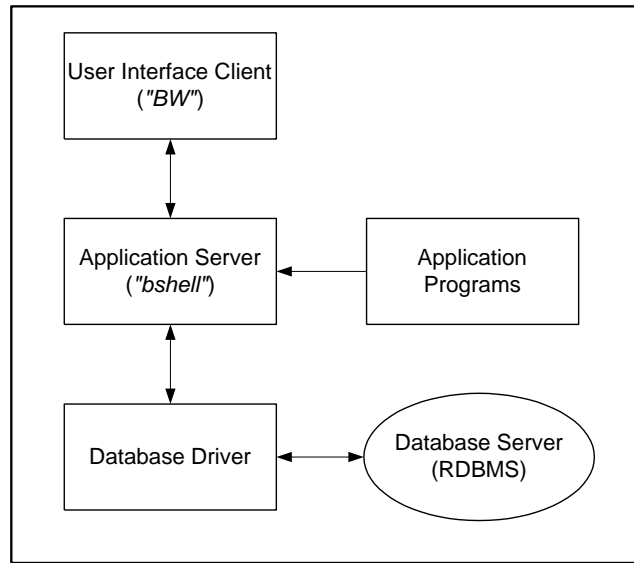 User Interface Client
("BW")
Application Server
("bshell")
Application
Programs
Database Driver
Database Server
(RDBMS)